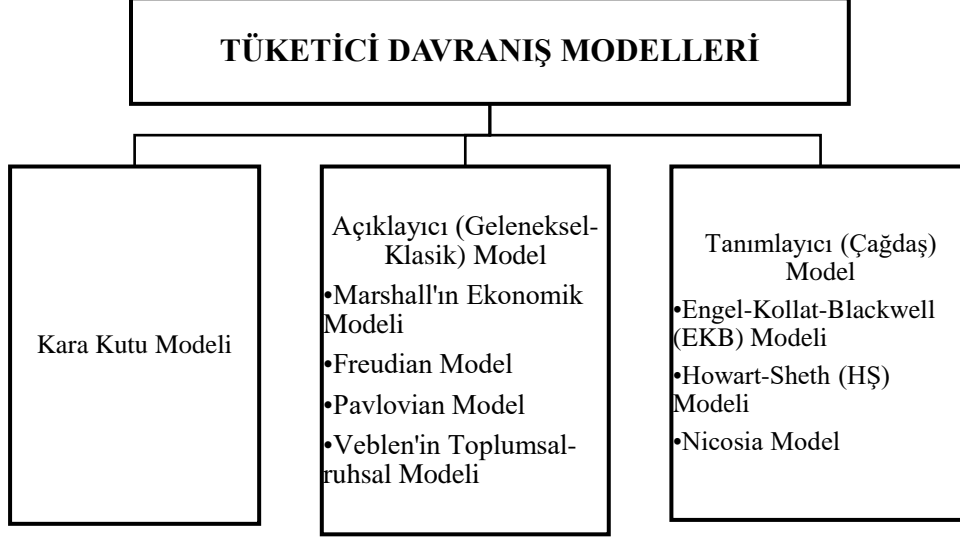 TÜKETİCİ DAVRANIŞ MODELLERİ
Kara Kutu Modeli
Açıklayıcı (Geleneksel-
Klasik) Model
•Marshall'ın Ekonomik
Modeli
•Freudian Model
•Pavlovian Model
•Veblen'in Toplumsal-
ruhsal Modeli
Tanımlayıcı (Çağdaş)
Model
•Engel-Kollat-Blackwell
(EKB) Modeli
•Howart-Sheth (HŞ)
Modeli
•Nicosia Model